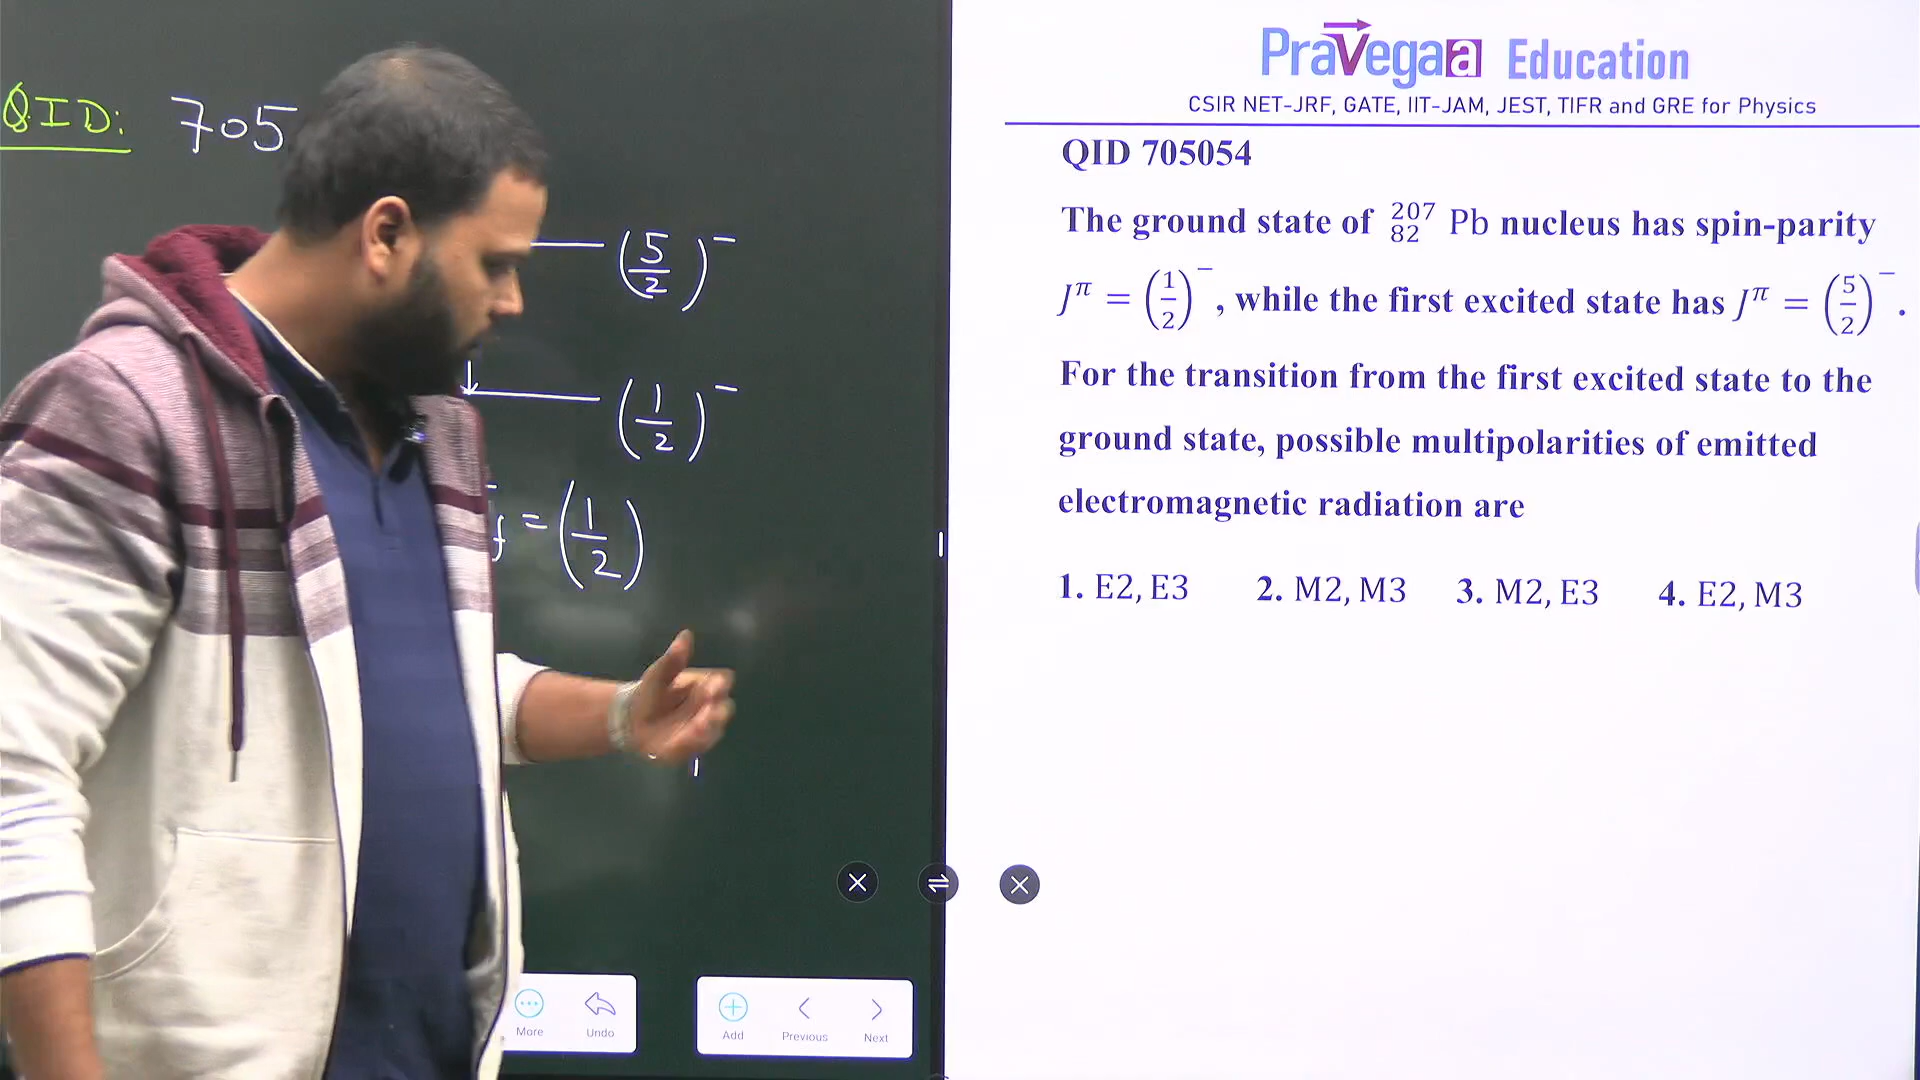 QID: 705
(5/2)⁻
(1/2)⁻
f = (1/2)
More
Undo
Add
Previous
Next
PraVegaa Education
CSIR NET-JRF, GATE, IIT-JAM, JEST, TIFR and GRE for Physics
QID 705054
The ground state of ²⁰⁷₈₂ Pb nucleus has spin-parity
J^π = (1/2)⁻, while the first excited state has J^π = (5/2)⁻.
For the transition from the first excited state to the
ground state, possible multipolarities of emitted
electromagnetic radiation are
1. E2, E3 2. M2, M3 3. M2, E3 4. E2, M3